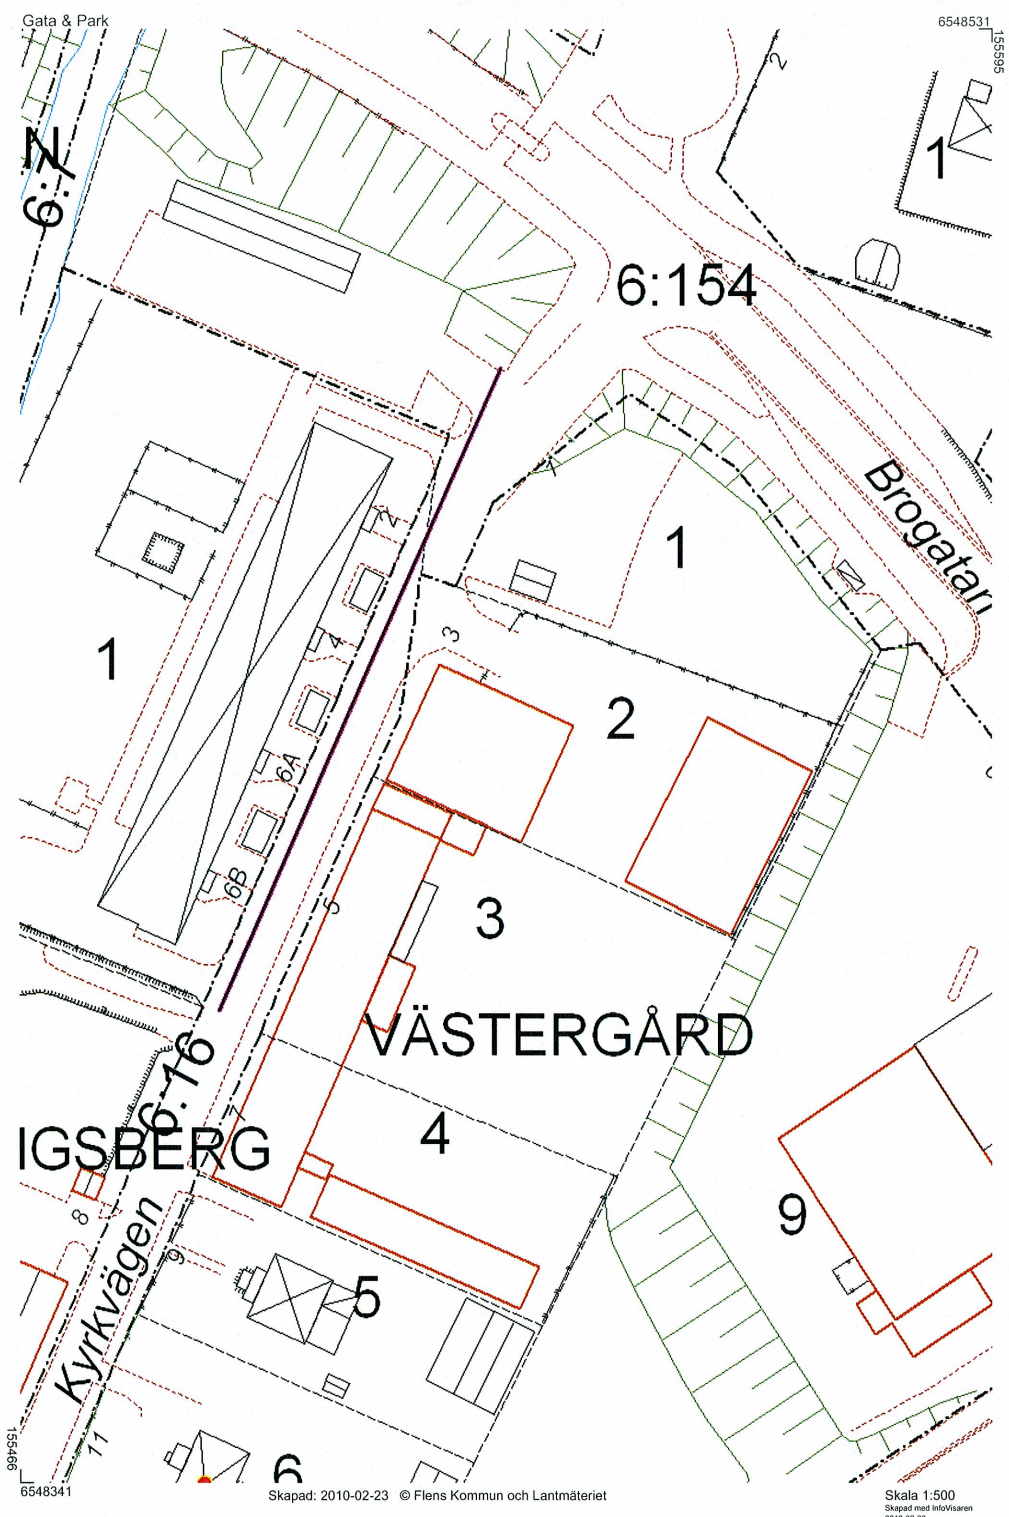 Gata & Park
6548531
155595
2
1
N
6:7
6:154
Brogatan
7
1
2
3
1
4
2
6A
6B
5
3
VÄSTERGÅRD
6:16
7
4
IGSBERG
9
8
Kyrkvägen
9
5
11
6
155466
6548341
Skapad: 2010-02-23 © Flens Kommun och Lantmäteriet
Skala 1:500
Skapad med InfoVisaren